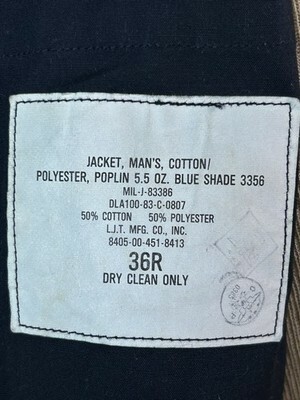 JACKET, MAN'S, COTTON/
POLYESTER, POPLIN 5.5 OZ. BLUE SHADE 3356
MIL-J-83386
DLA100-83-C-0807
50% COTTON 50% POLYESTER
L.J.T. MFG. CO., INC.
8405-00-451-8413
36R
DRY CLEAN ONLY